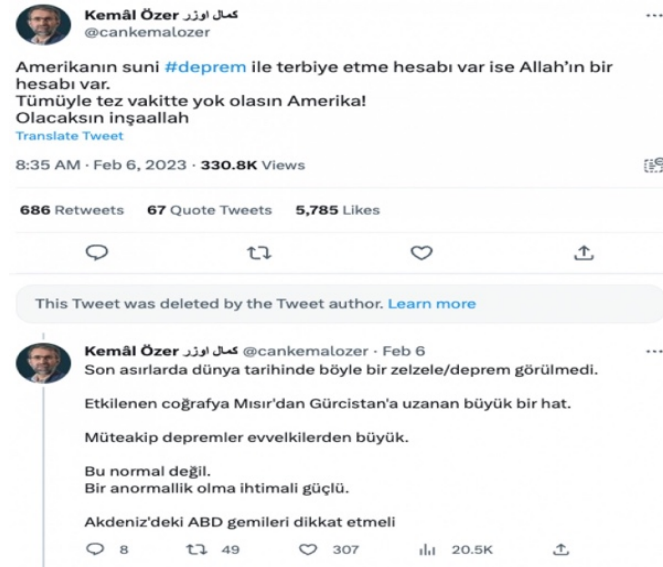 Kemâl Özer كمال اوزر
@cankemalozer
Amerikanın suni #deprem ile terbiye etme hesabı var ise Allah’ın bir
hesabı var.
Tümüyle tez vakitte yok olasın Amerika!
Olacaksın inşaallah
Translate Tweet
8:35 AM · Feb 6, 2023 · 330.8K Views
686 Retweets 67 Quote Tweets 5,785 Likes
This Tweet was deleted by the Tweet author. Learn more
Kemâl Özer كمال اوزر @cankemalozer · Feb 6
Son asırlarda dünya tarihinde böyle bir zelzele/deprem görülmedi.
Etkilenen coğrafya Mısır'dan Gürcistan'a uzanan büyük bir hat.
Müteakip depremler evvelkilerden büyük.
Bu normal değil.
Bir anormallik olma ihtimali güçlü.
Akdeniz'deki ABD gemileri dikkat etmeli
8 49 307 20.5K